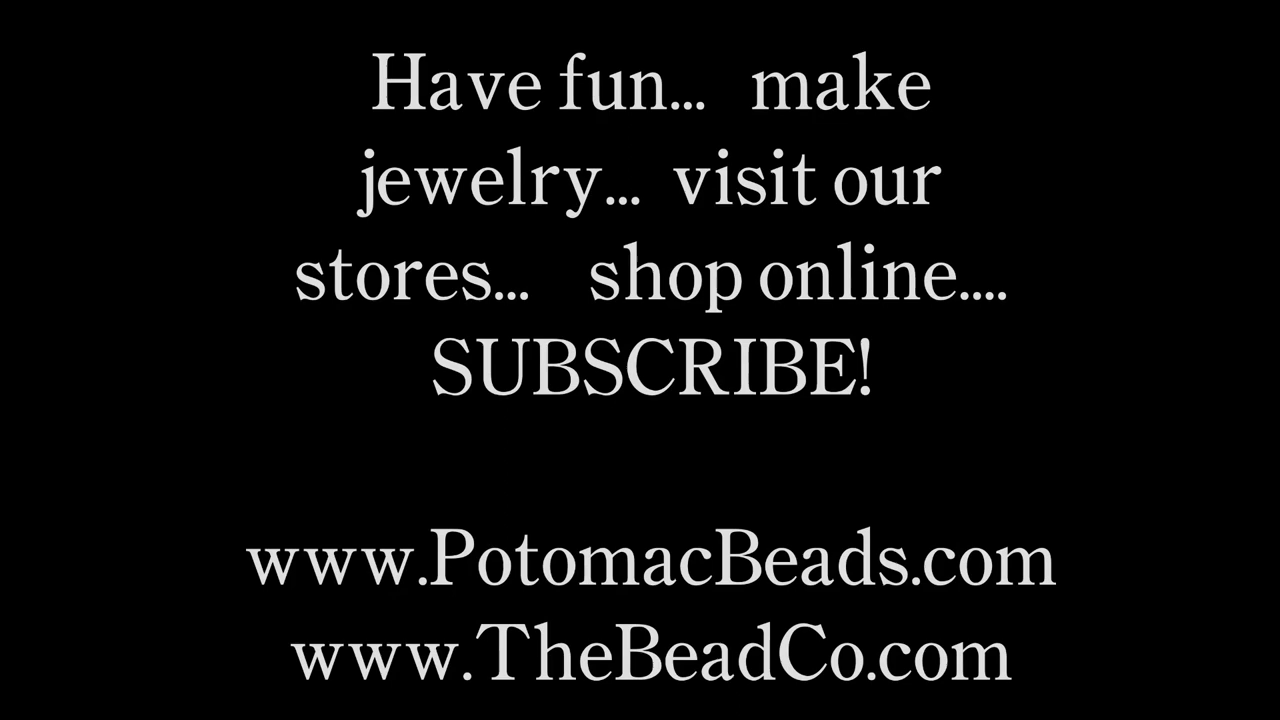 Have fun... make
jewelry... visit our
stores... shop online....
SUBSCRIBE!
www.PotomacBeads.com
www.TheBeadCo.com